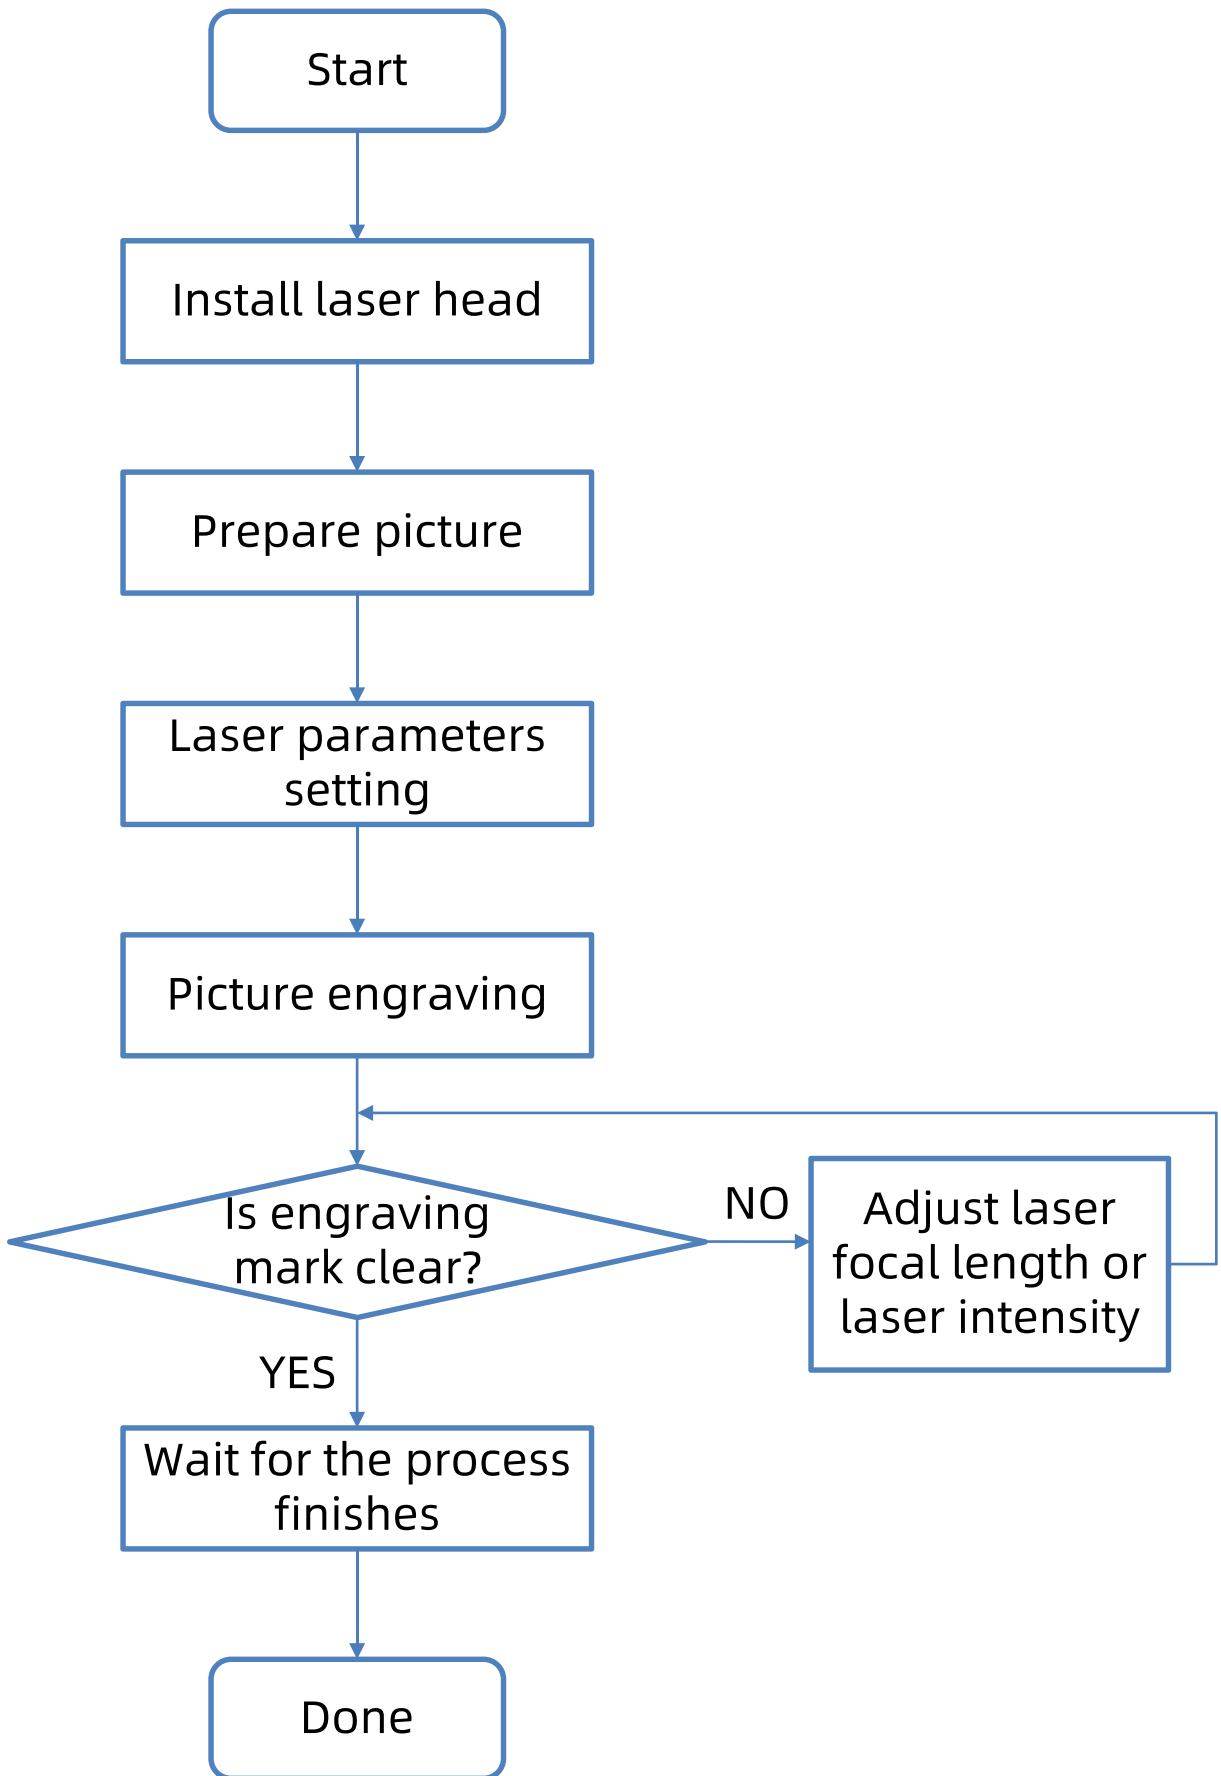 Start
Install laser head
Prepare picture
Laser parameters
setting
Picture engraving
Is engraving
mark clear?
NO
Adjust laser
focal length or
laser intensity
YES
Wait for the process
finishes
Done